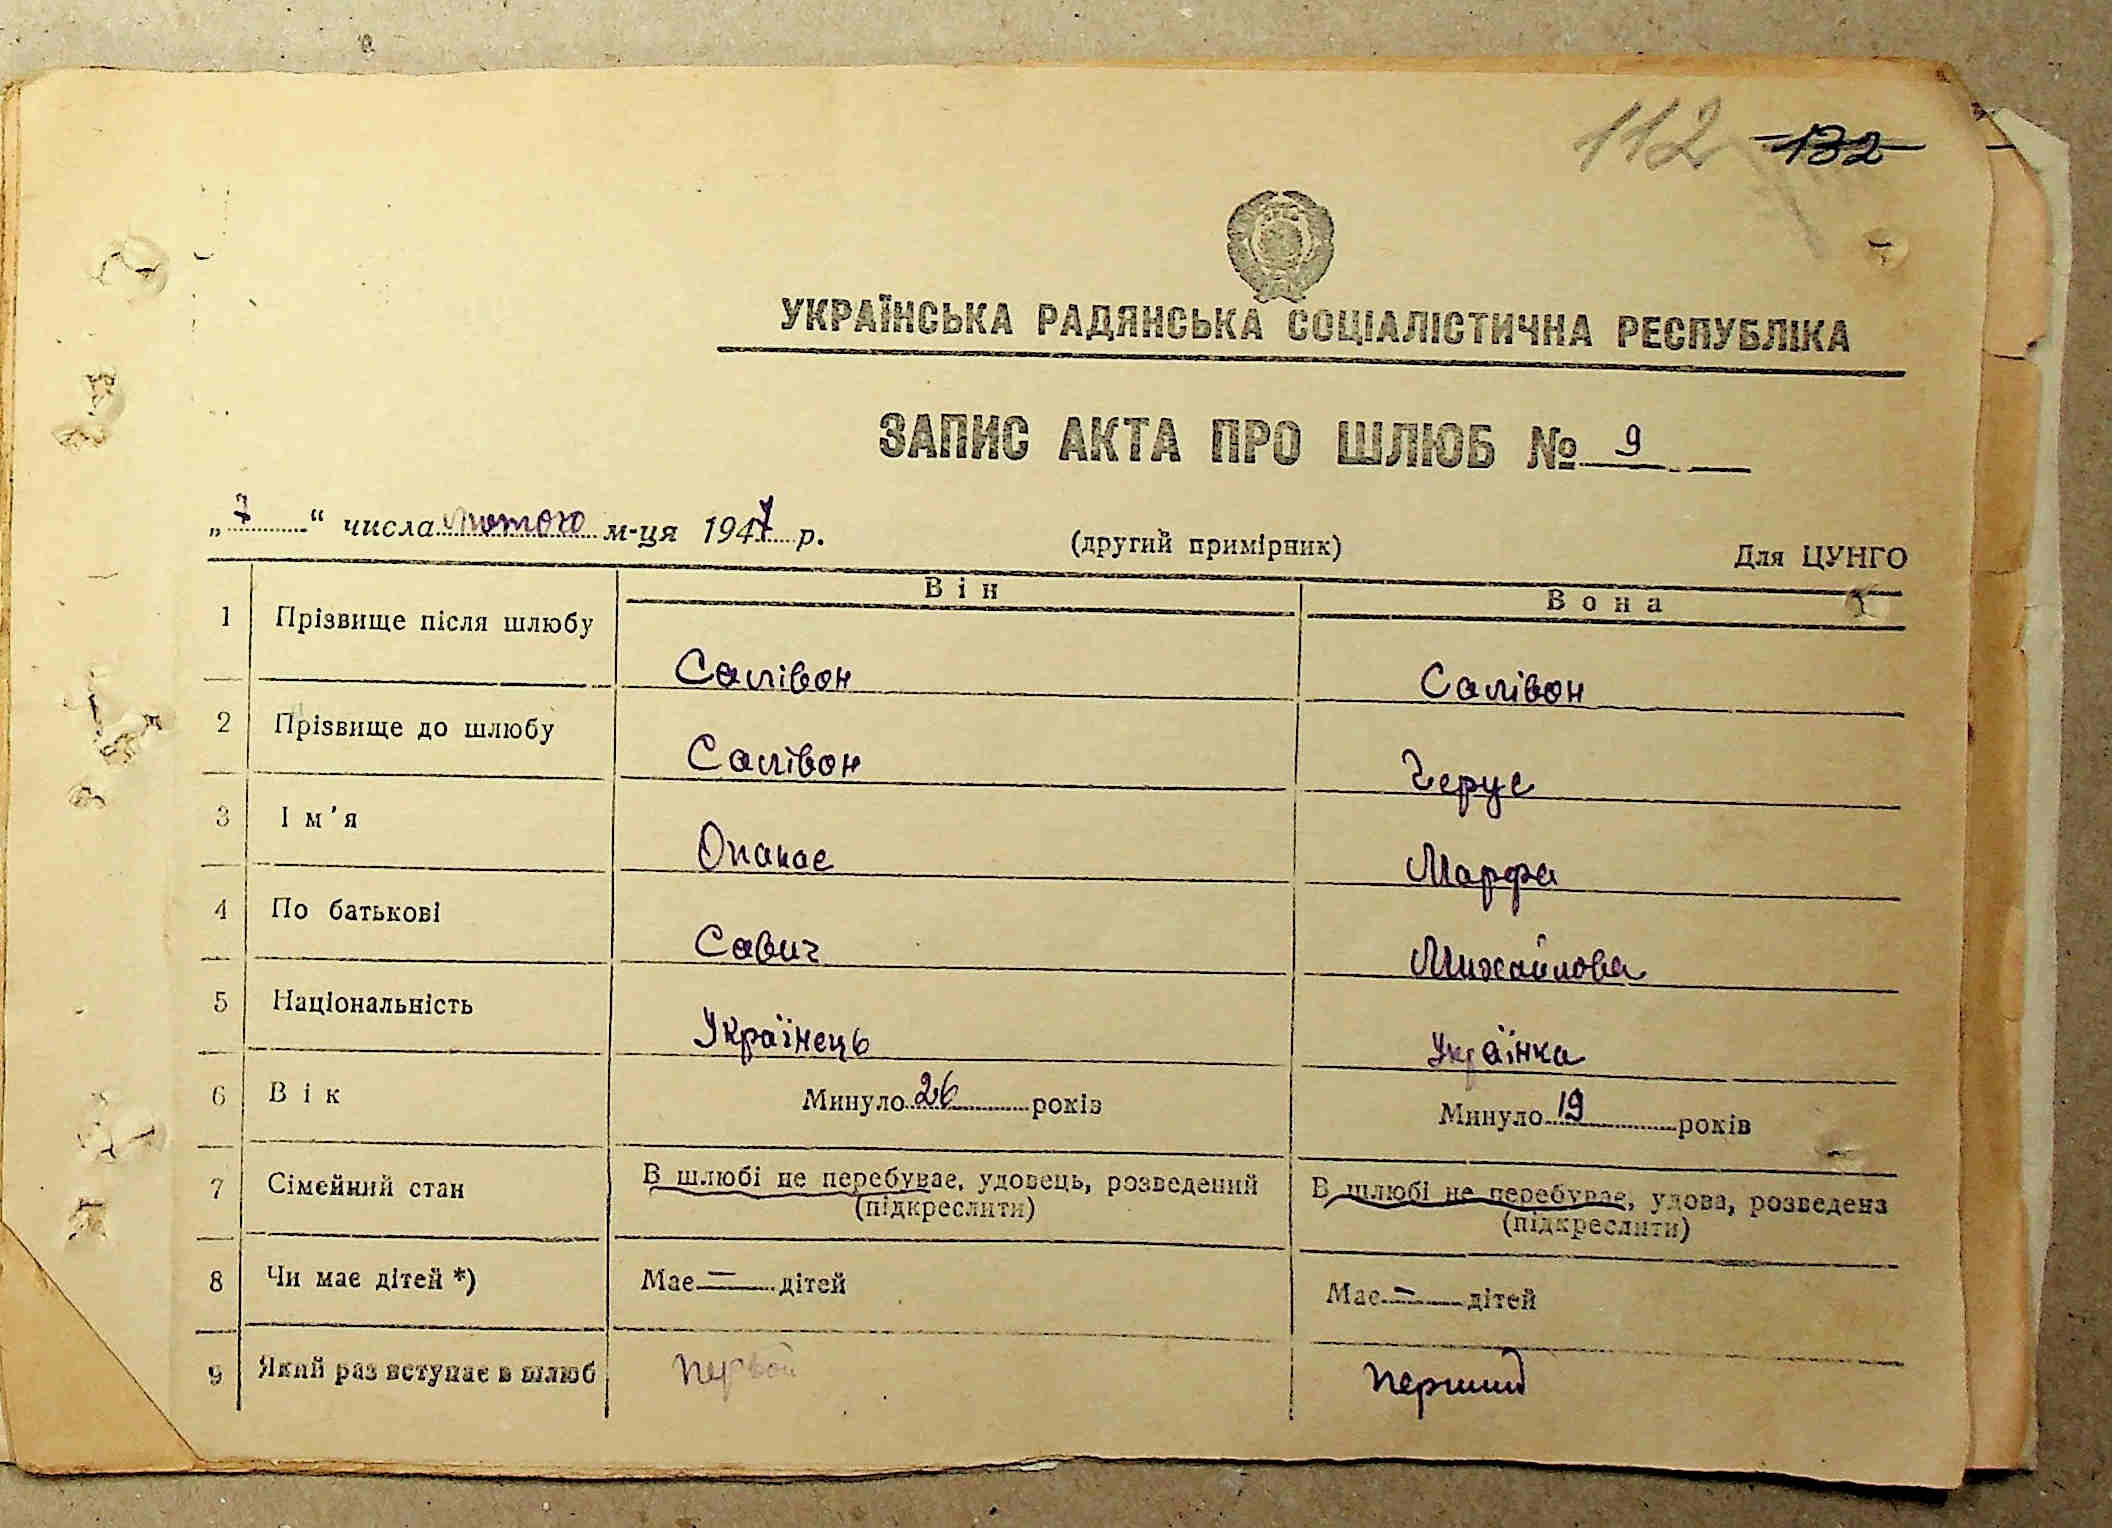 112 132
УКРАЇНСЬКА РАДЯНСЬКА СОЦІАЛІСТИЧНА РЕСПУБЛІКА
ЗАПИС АКТА ПРО ШЛЮБ № 9
„7“ числа лютого м-ця 1947 р. (другий примірник) Для ЦУНГО
Він Вона
1 Прізвище після шлюбу Салівон Салівон
2 Прізвище до шлюбу Салівон Герус
3 Ім'я Опанас Марфа
4 По батькові Савич Михайлова
5 Національність Українець Українка
6 Вік Минуло 26 років Минуло 19 років
7 Сімейний стан В шлюбі не перебуває, удовець, розведений В шлюбі не перебуває, удова, розведена
(підкреслити) (підкреслити)
8 Чи має дітей *) Має — дітей Має — дітей
9 Який раз вступає в шлюб первой перший